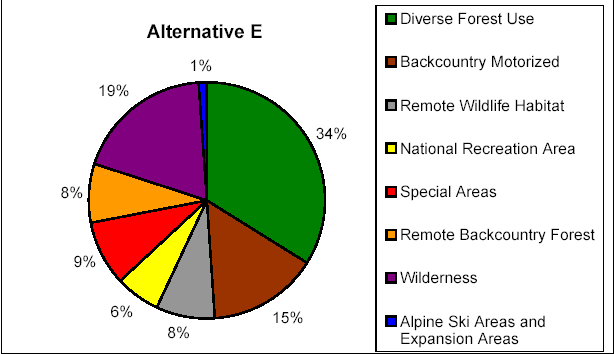 Alternative E
1%
34%
15%
8%
6%
9%
8%
19%
Diverse Forest Use
Backcountry Motorized
Remote Wildlife Habitat
National Recreation Area
Special Areas
Remote Backcountry Forest
Wilderness
Alpine Ski Areas and
Expansion Areas